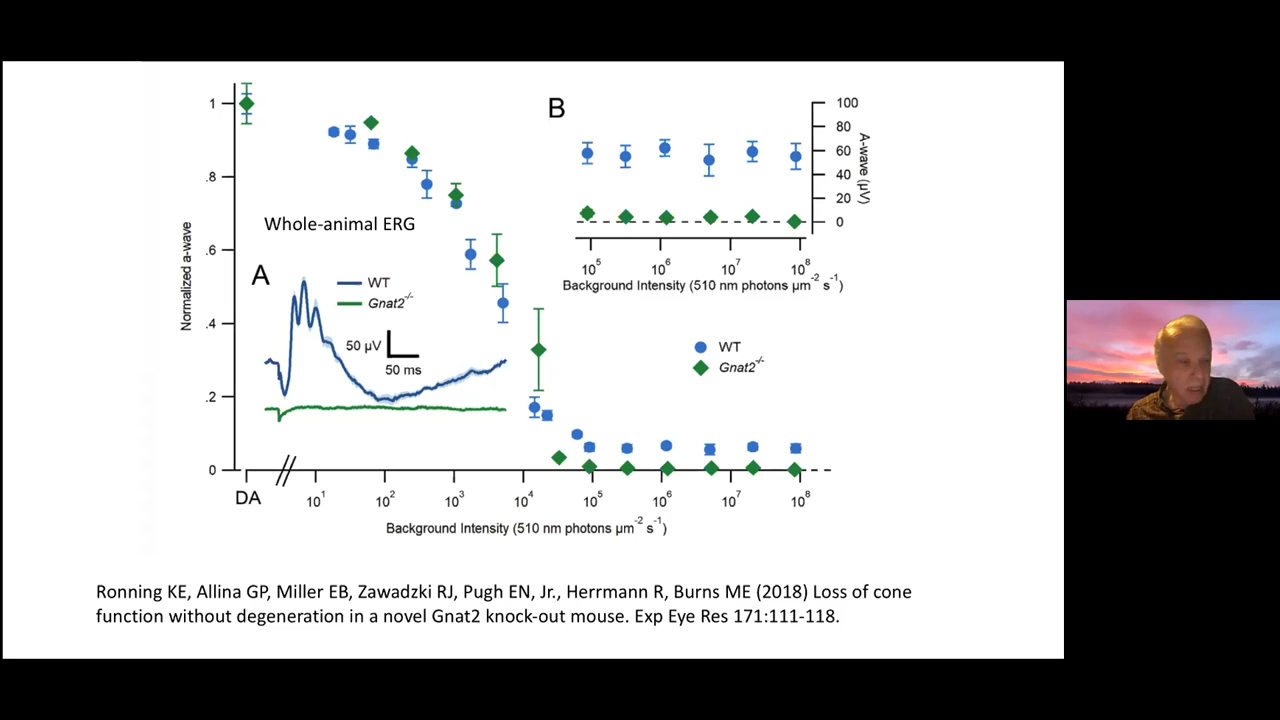 B
100
80
60
40
20
0
A-wave (μV)
10⁵
10⁶
10⁷
10⁸
Background Intensity (510 nm photons μm⁻² s⁻¹)
1
.8
.6
.4
.2
0
Normalized a-wave
Whole-animal ERG
A
WT
Gnat2⁻/⁻
50 μV
50 ms
WT
Gnat2⁻/⁻
DA
10¹
10²
10³
10⁴
10⁵
10⁶
10⁷
10⁸
Background Intensity (510 nm photons μm⁻² s⁻¹)
Ronning KE, Allina GP, Miller EB, Zawadzki RJ, Pugh EN, Jr., Herrmann R, Burns ME (2018) Loss of cone
function without degeneration in a novel Gnat2 knock-out mouse. Exp Eye Res 171:111-118.